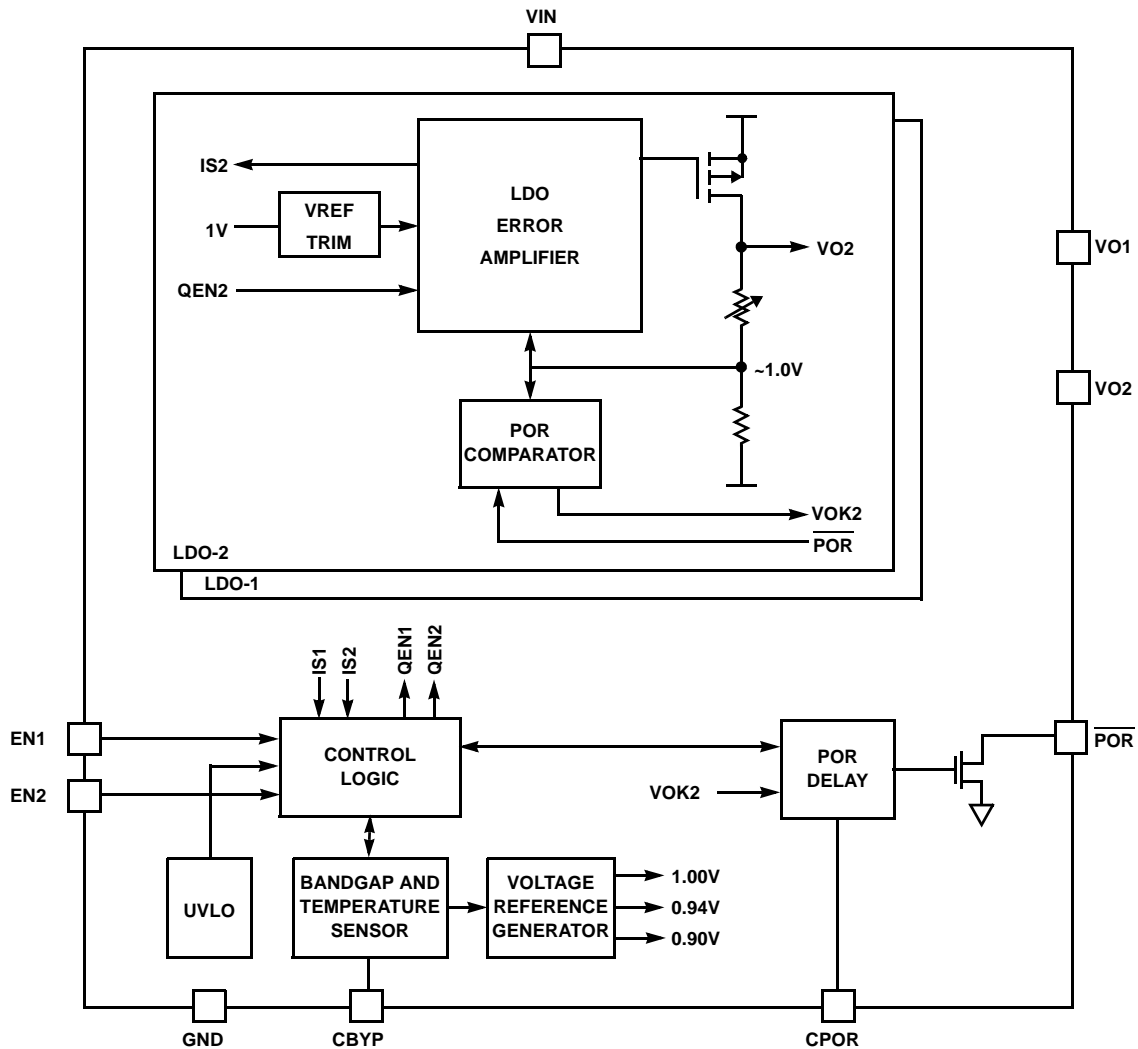 VIN
IS2
1V
VREF
TRIM
QEN2
LDO
ERROR
AMPLIFIER
VO2
~1.0V
POR
COMPARATOR
VOK2
POR
LDO-2
LDO-1
VO1
VO2
IS1
IS2
QEN1
QEN2
EN1
EN2
CONTROL
LOGIC
UVLO
BANDGAP AND
TEMPERATURE
SENSOR
VOLTAGE
REFERENCE
GENERATOR
1.00V
0.94V
0.90V
VOK2
POR
DELAY
POR
GND
CBYP
CPOR